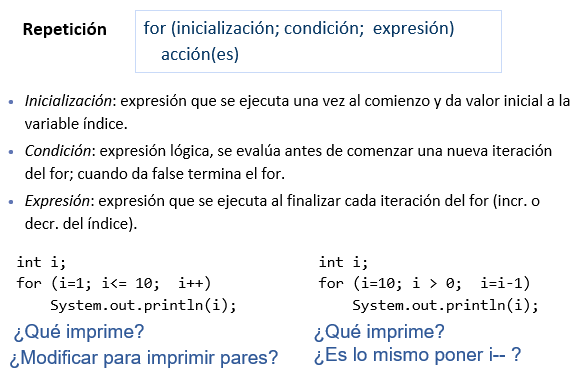 Repetición
for (inicialización; condición; expresión)
acción(es)
• Inicialización: expresión que se ejecuta una vez al comienzo y da valor inicial a la
variable índice.
• Condición: expresión lógica, se evalúa antes de comenzar una nueva iteración
del for; cuando da false termina el for.
• Expresión: expresión que se ejecuta al finalizar cada iteración del for (incr. o
decr. del índice).
int i;
for (i=1; i<= 10; i++)
System.out.println(i);
¿Qué imprime?
¿Modificar para imprimir pares?
int i;
for (i=10; i > 0; i=i-1)
System.out.println(i);
¿Qué imprime?
¿Es lo mismo poner i-- ?